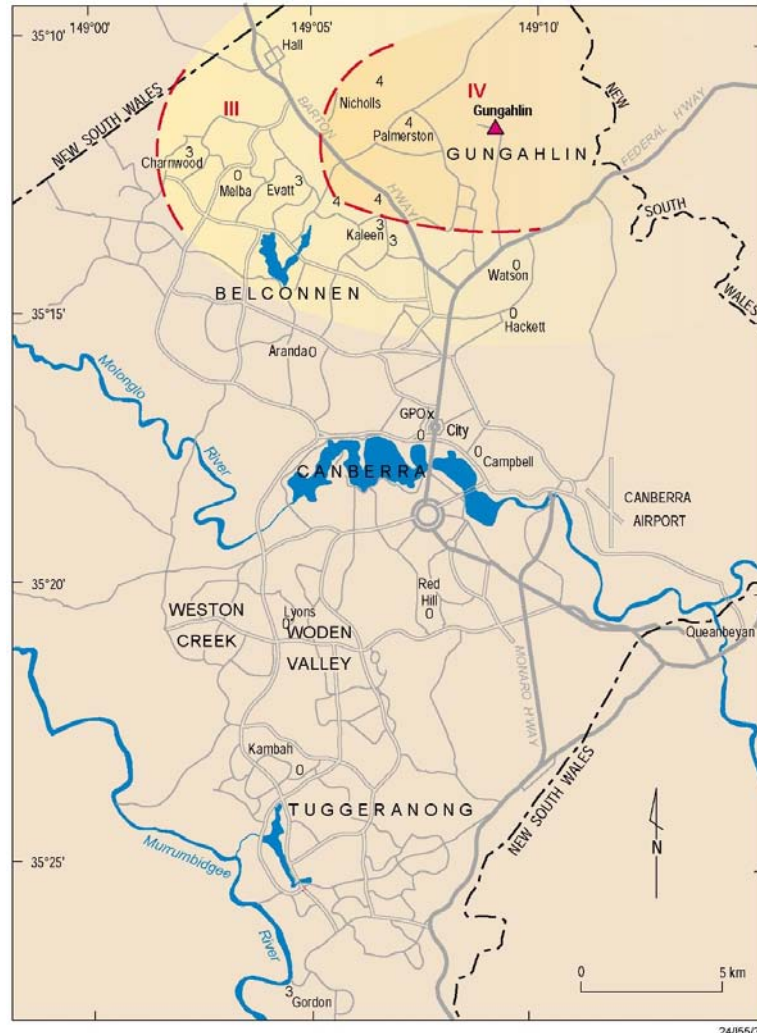 149°00'
149°05'
149°10'
35°10'
Hall
NEW SOUTH WALES
III
BARTON
HWAY
4
Nicholls
4
Palmerston
IV
Gungahlin
GUNGAHLIN
NEW
SOUTH
WALES
FEDERAL HWAY
3
Charnwood
0
Melba
Evatt 3
4
4
Kaleen 3
3
Watson 0
0
Hackett
BELCONNEN
35°15'
Aranda 0
Molonglo
River
GPO x
City
0
0
Campbell
CANBERRA
CANBERRA
AIRPORT
35°20'
WESTON
CREEK
Lyons
0
WODEN
VALLEY
Red
Hill
0
MONARO HWAY
Queanbeyan
Kambah
0
TUGGERANONG
NEW SOUTH WALES
35°25'
Murrumbidgee
River
N
0 5 km
3
Gordon